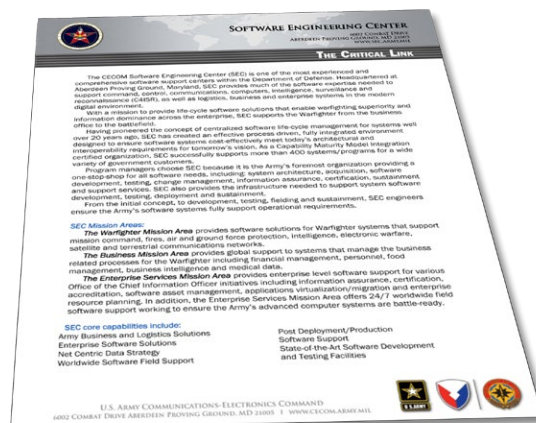 SOFTWARE ENGINEERING CENTER
6002 COMBAT DRIVE
ABERDEEN PROVING GROUND, MD 21005
WWW.SEC.ARMY.MIL
THE CRITICAL LINK
The CECOM Software Engineering Center (SEC) is one of the most experienced and
comprehensive software support centers within the Department of Defense. Headquartered at
Aberdeen Proving Ground, Maryland, SEC provides much of the software expertise needed to
support command, control, communications, computers, intelligence, surveillance and
reconnaissance (C4ISR), as well as logistics, business and enterprise systems in the modern
digital environment.
With a mission to provide life-cycle software solutions that enable warfighting superiority and
information dominance across the enterprise, SEC supports the Warfighter from the business
office to the battlefield.
Having pioneered the concept of centralized software life-cycle management for systems well
over 20 years ago, SEC has created an effective process driven, fully integrated environment
designed to ensure software systems cost-effectively meet today's architectural and
interoperability requirements for tomorrow's vision. As a Capability Maturity Model Integration
certified organization, SEC successfully supports more than 400 systems/programs for a wide
variety of government customers.
Program managers choose SEC because it is the Army's foremost organization providing a
one-stop-shop for all software needs, including: system architecture, acquisition, software
development, testing, change management, information assurance, certification, sustainment
and support services. SEC also provides the infrastructure needed to support system software
development, testing, deployment and sustainment.
From the initial concept, to development, testing, fielding and sustainment, SEC engineers
ensure the Army's software systems fully support operational requirements.
SEC Mission Areas:
The Warfighter Mission Area provides software solutions for Warfighter systems that support
mission command, fires, air and ground force protection, intelligence, electronic warfare,
satellite and terrestrial communications networks.
The Business Mission Area provides global support to systems that manage the business
related processes for the Warfighter including financial management, personnel, food
management, business intelligence and medical data.
The Enterprise Services Mission Area provides enterprise level software support for various
Office of the Chief Information Officer initiatives including information assurance, certification,
accreditation, software asset management, applications virtualization/migration and enterprise
resource planning. In addition, the Enterprise Services Mission Area offers 24/7 worldwide field
software support working to ensure the Army's advanced computer systems are battle-ready.
SEC core capabilities include:
Army Business and Logistics Solutions
Enterprise Software Solutions
Net Centric Data Strategy
Worldwide Software Field Support
Post Deployment/Production
Software Support
State-of-the-Art Software Development
and Testing Facilities
U.S. ARMY
U.S. ARMY COMMUNICATIONS-ELECTRONICS COMMAND
6002 COMBAT DRIVE ABERDEEN PROVING GROUND, MD 21005 | WWW.CECOM.ARMY.MIL